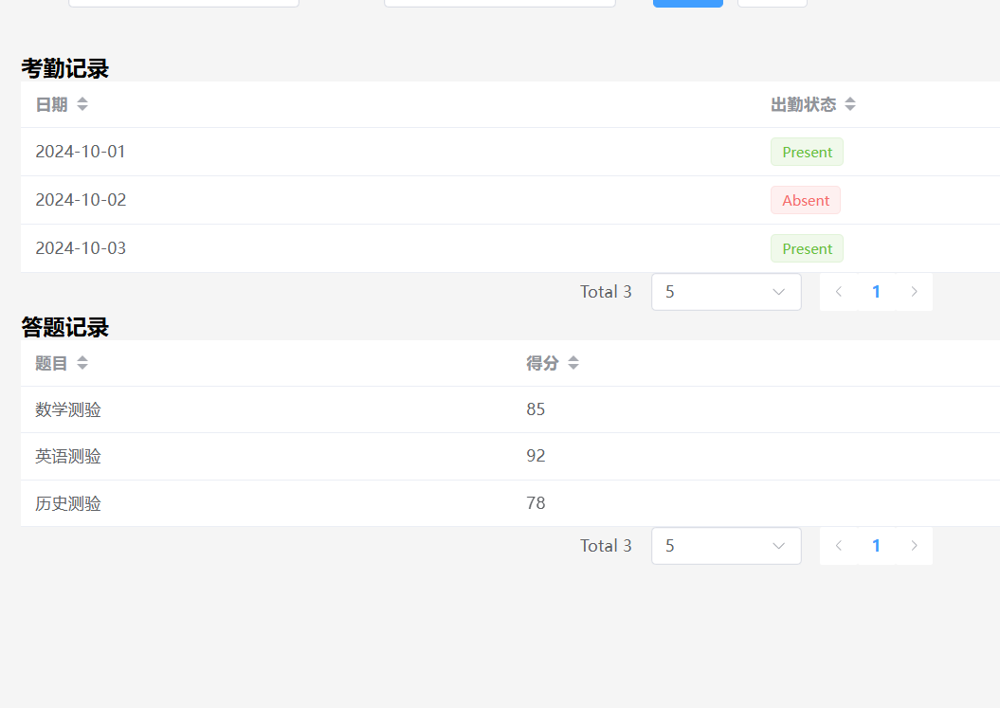 考勤记录
日期 出勤状态
2024-10-01 Present
2024-10-02 Absent
2024-10-03 Present
Total 3 5 1
答题记录
题目 得分
数学测验 85
英语测验 92
历史测验 78
Total 3 5 1